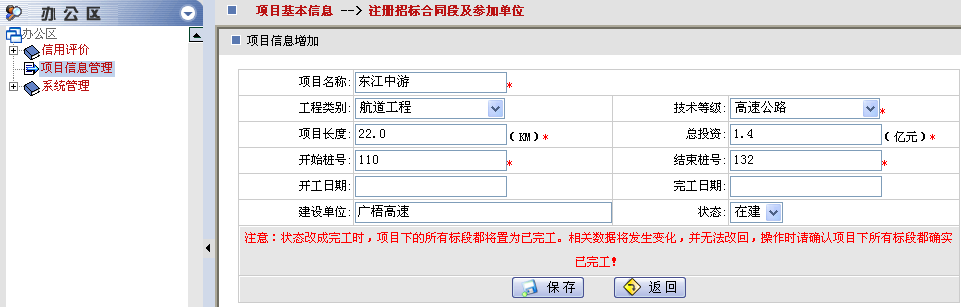 办公区
项目基本信息 --> 注册招标合同段及参加单位
办公区
信用评价
项目信息管理
系统管理
项目信息增加
项目名称: 东江中游 *
工程类别: 航道工程 技术等级: 高速公路 *
项目长度: 22.0 (KM)* 总投资: 1.4 (亿元)*
开始桩号: 110 * 结束桩号: 132 *
开工日期: 完工日期:
建设单位: 广梧高速 状态: 在建
注意:状态改成完工时,项目下的所有标段都将置为已完工。相关数据将发生变化,并无法改回,操作时请确认项目下所有标段都确实
已完工!
保存 返回